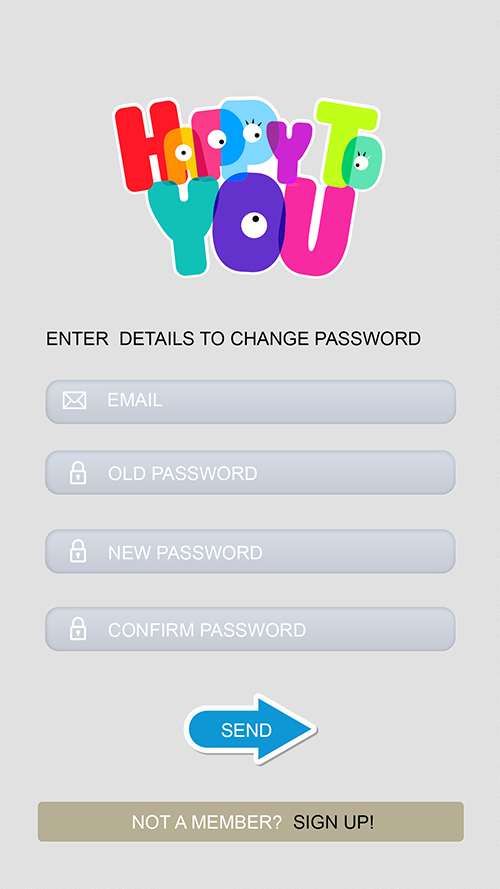 HAPPY TO
YOU
ENTER  DETAILS TO CHANGE PASSWORD
EMAIL
OLD PASSWORD
NEW PASSWORD
CONFIRM PASSWORD
SEND
NOT A MEMBER?  SIGN UP!